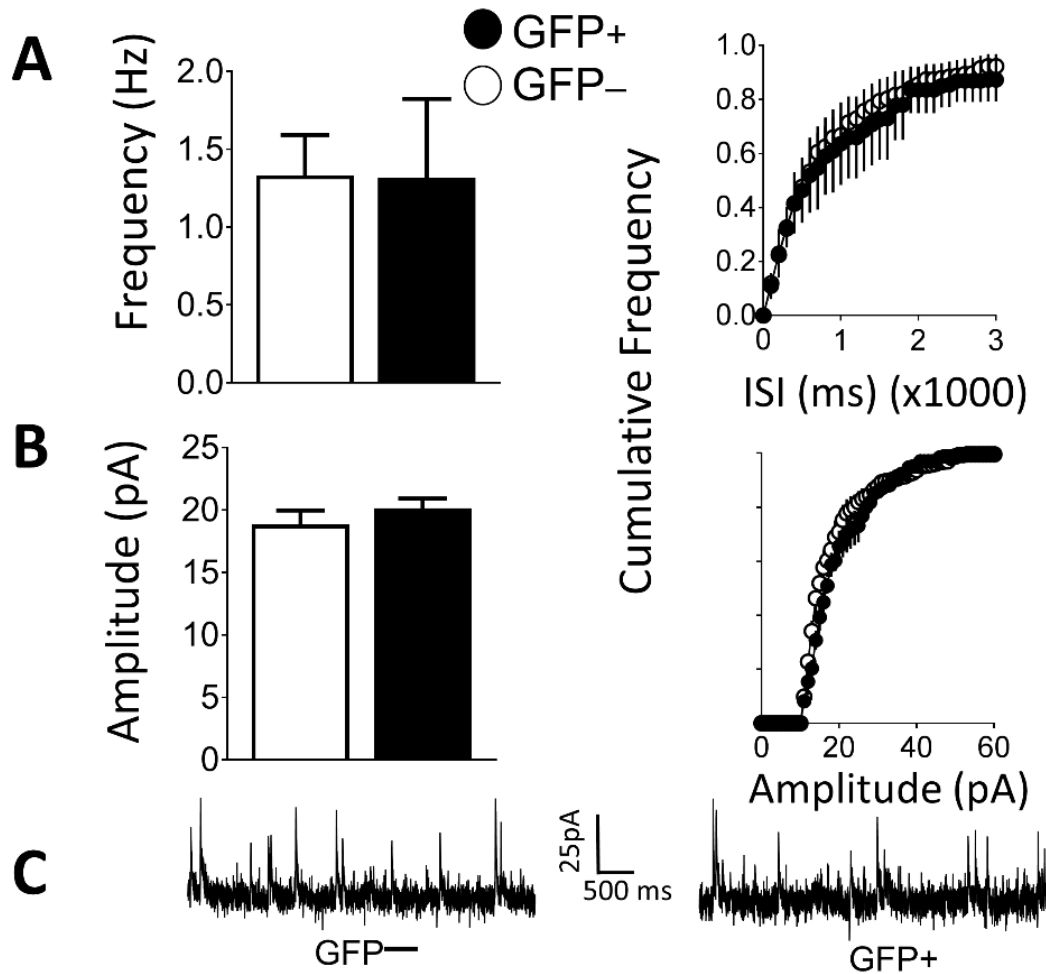 A
GFP+
GFP–
Frequency (Hz)
2.0
1.5
1.0
0.5
0.0
Cumulative Frequency
1.0
0.8
0.6
0.4
0.2
0.0
0 1 2 3
ISI (ms) (x1000)
B
Amplitude (pA)
25
20
15
10
5
0
0 20 40 60
Amplitude (pA)
C
GFP—
25pA
500 ms
GFP+